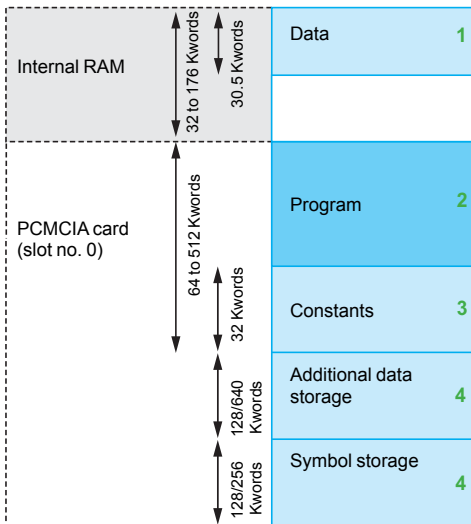 Data 1
Internal RAM
32 to 176 Kwords
30.5 Kwords
Program 2
PCMCIA card
(slot no. 0)
64 to 512 Kwords
Constants 3
32 Kwords
Additional data
storage 4
128/640
Kwords
Symbol storage
4
128/256
Kwords